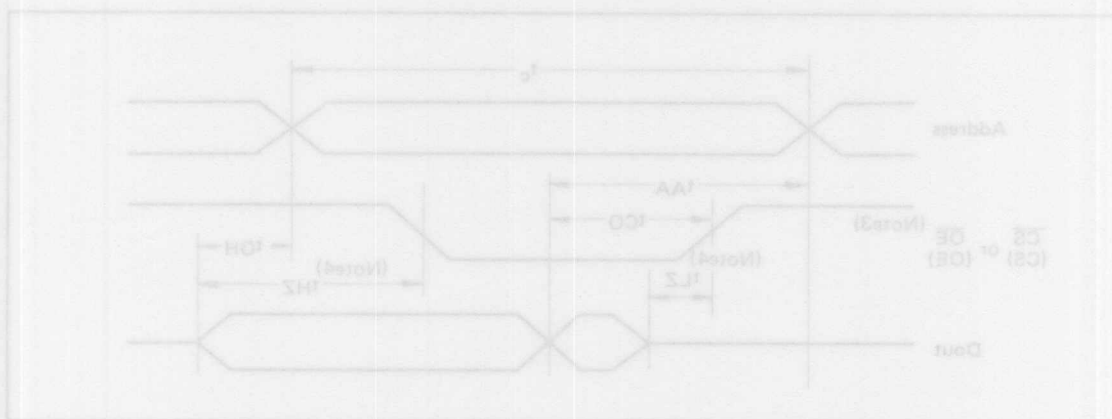 tc
Address
tAA
tCO
(Note3)
CS or OE
(CS) (OE)
tOH
(Note4)
tHZ
(Note4)
tLZ
Dout